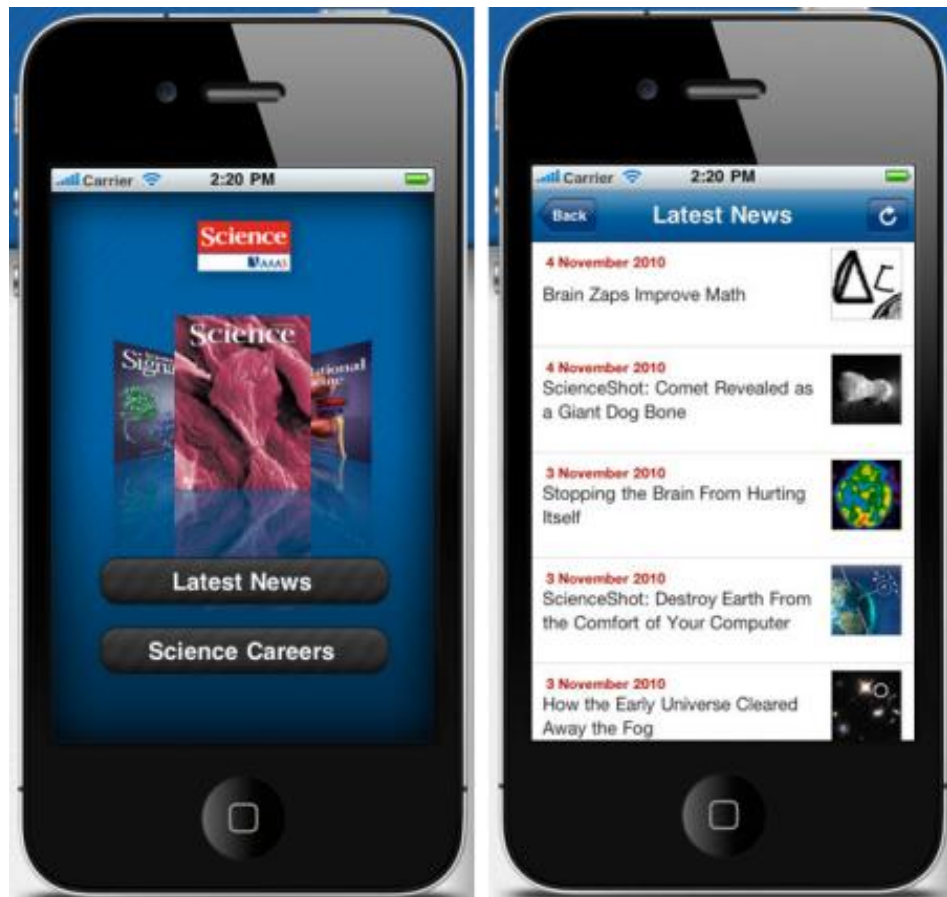 Carrier 2:20 PM
Science
AAAS
Science
Signa
Latest News
Science Careers
Carrier 2:20 PM
Back Latest News
4 November 2010
Brain Zaps Improve Math
4 November 2010
ScienceShot: Comet Revealed as
a Giant Dog Bone
3 November 2010
Stopping the Brain From Hurting
Itself
3 November 2010
ScienceShot: Destroy Earth From
the Comfort of Your Computer
3 November 2010
How the Early Universe Cleared
Away the Fog